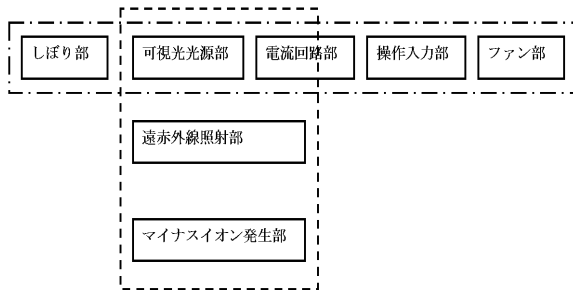 しぼり部
可視光光源部
電流回路部
操作入力部
ファン部
遠赤外線照射部
マイナスイオン発生部